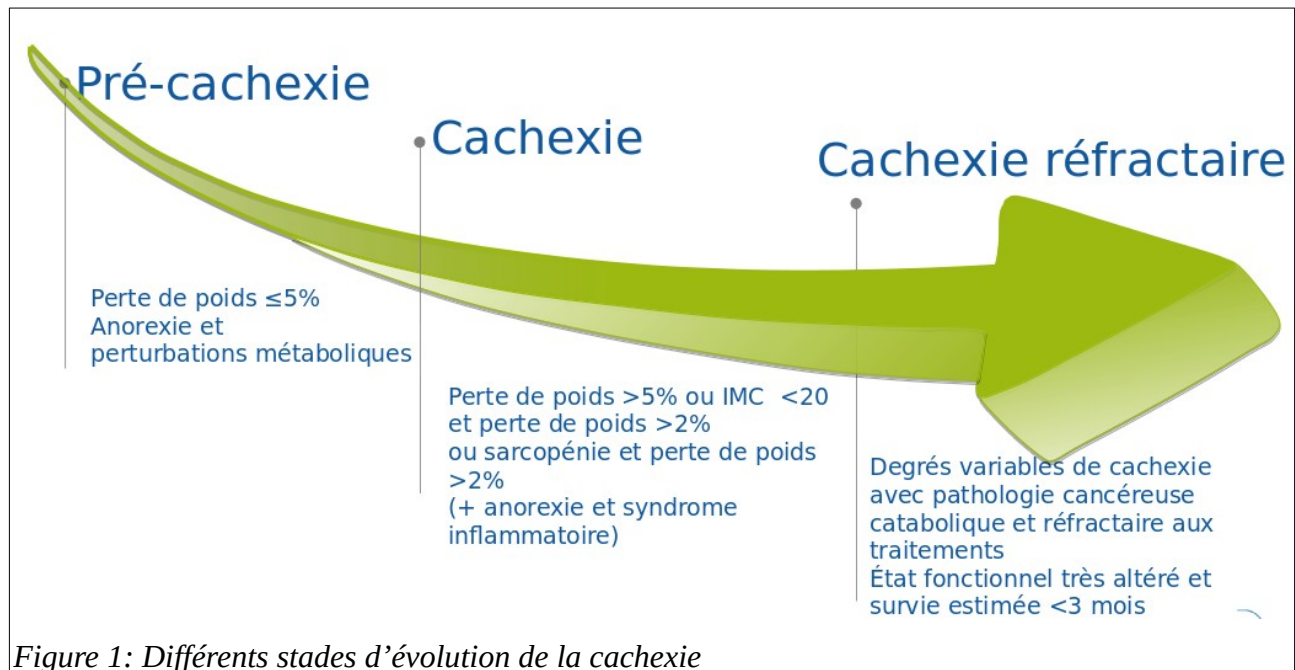 Pré-cachexie
Cachexie
Cachexie réfractaire
Perte de poids ≤5%
Anorexie et
perturbations métaboliques
Perte de poids >5% ou IMC <20
et perte de poids >2%
ou sarcopénie et perte de poids
>2%
(+ anorexie et syndrome
inflammatoire)
Degrés variables de cachexie
avec pathologie cancéreuse
catabolique et réfractaire aux
traitements
État fonctionnel très altéré et
survie estimée <3 mois
Figure 1: Différents stades d’évolution de la cachexie